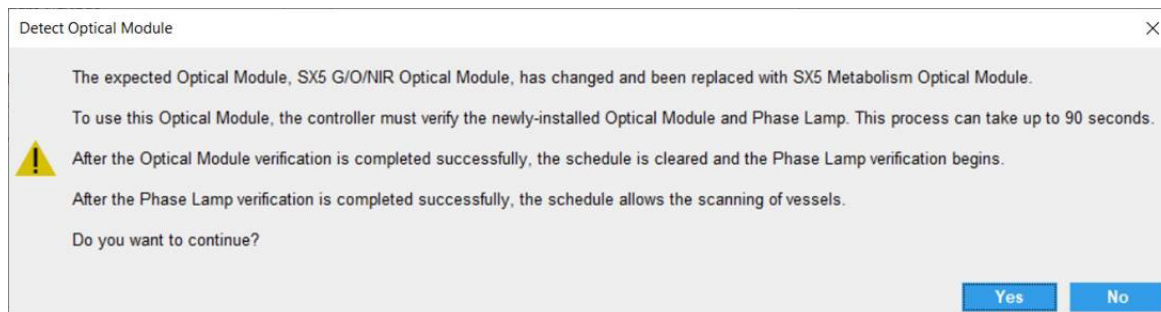 Detect Optical Module
The expected Optical Module, SX5 G/O/NIR Optical Module, has changed and been replaced with SX5 Metabolism Optical Module.
To use this Optical Module, the controller must verify the newly-installed Optical Module and Phase Lamp. This process can take up to 90 seconds.
After the Optical Module verification is completed successfully, the schedule is cleared and the Phase Lamp verification begins.
After the Phase Lamp verification is completed successfully, the schedule allows the scanning of vessels.
Do you want to continue?
Yes No